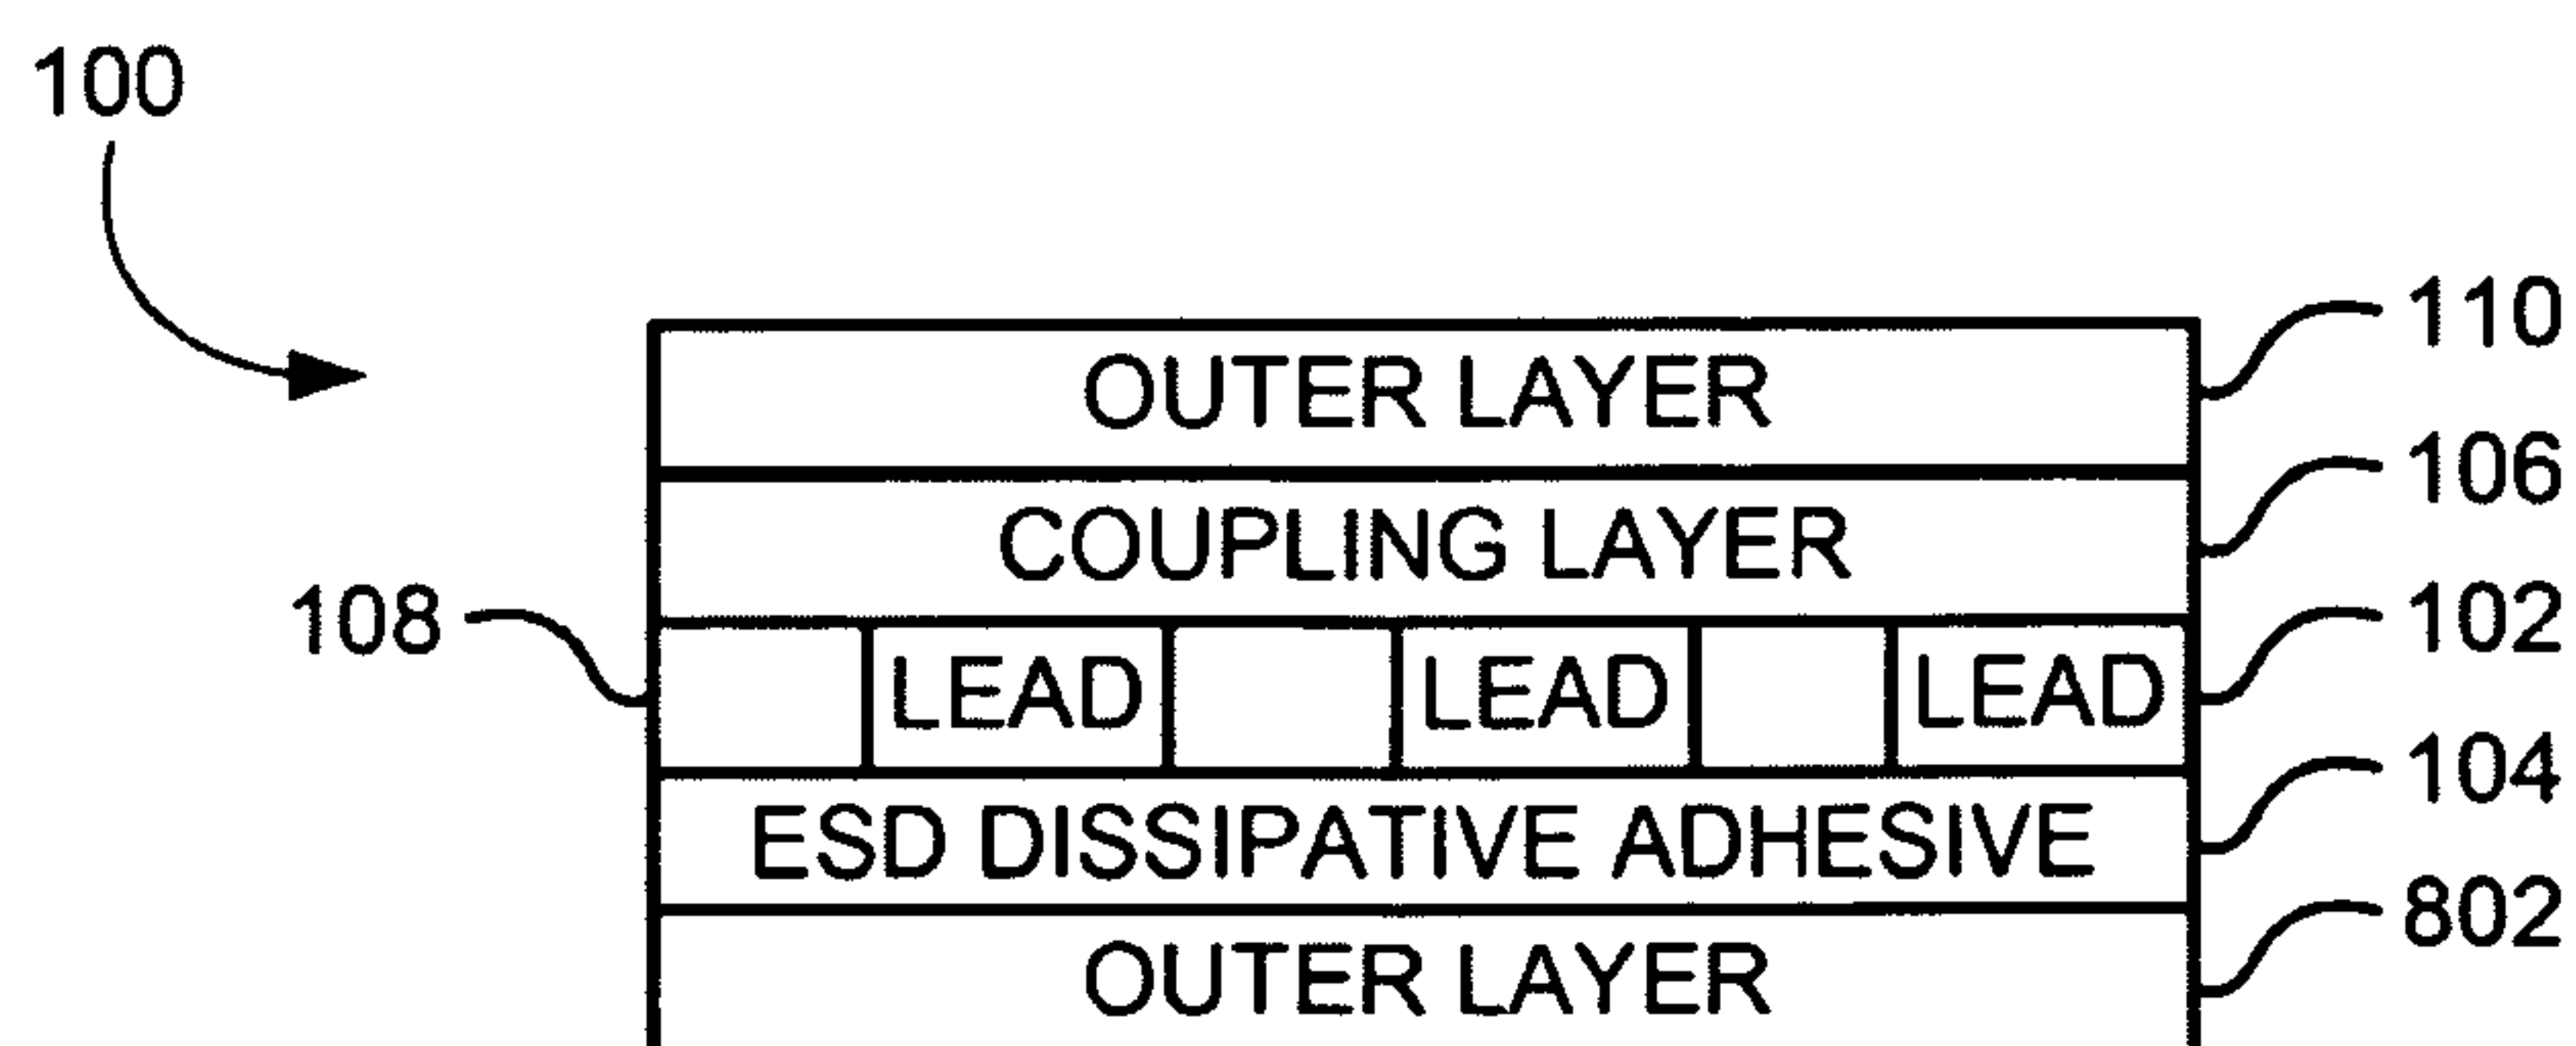 100
OUTER LAYER 110
COUPLING LAYER 106
108 LEAD LEAD LEAD 102
ESD DISSIPATIVE ADHESIVE 104
OUTER LAYER 802